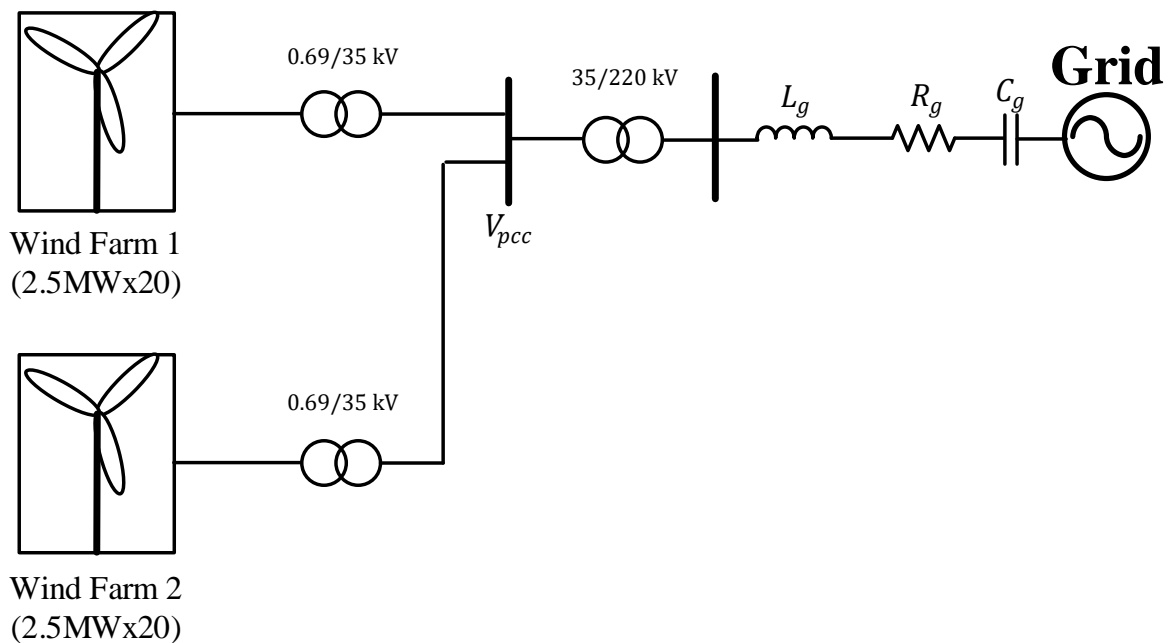 0.69/35 kV
35/220 kV
Grid
L_g
R_g
C_g
V_pcc
Wind Farm 1
(2.5MWx20)
0.69/35 kV
Wind Farm 2
(2.5MWx20)